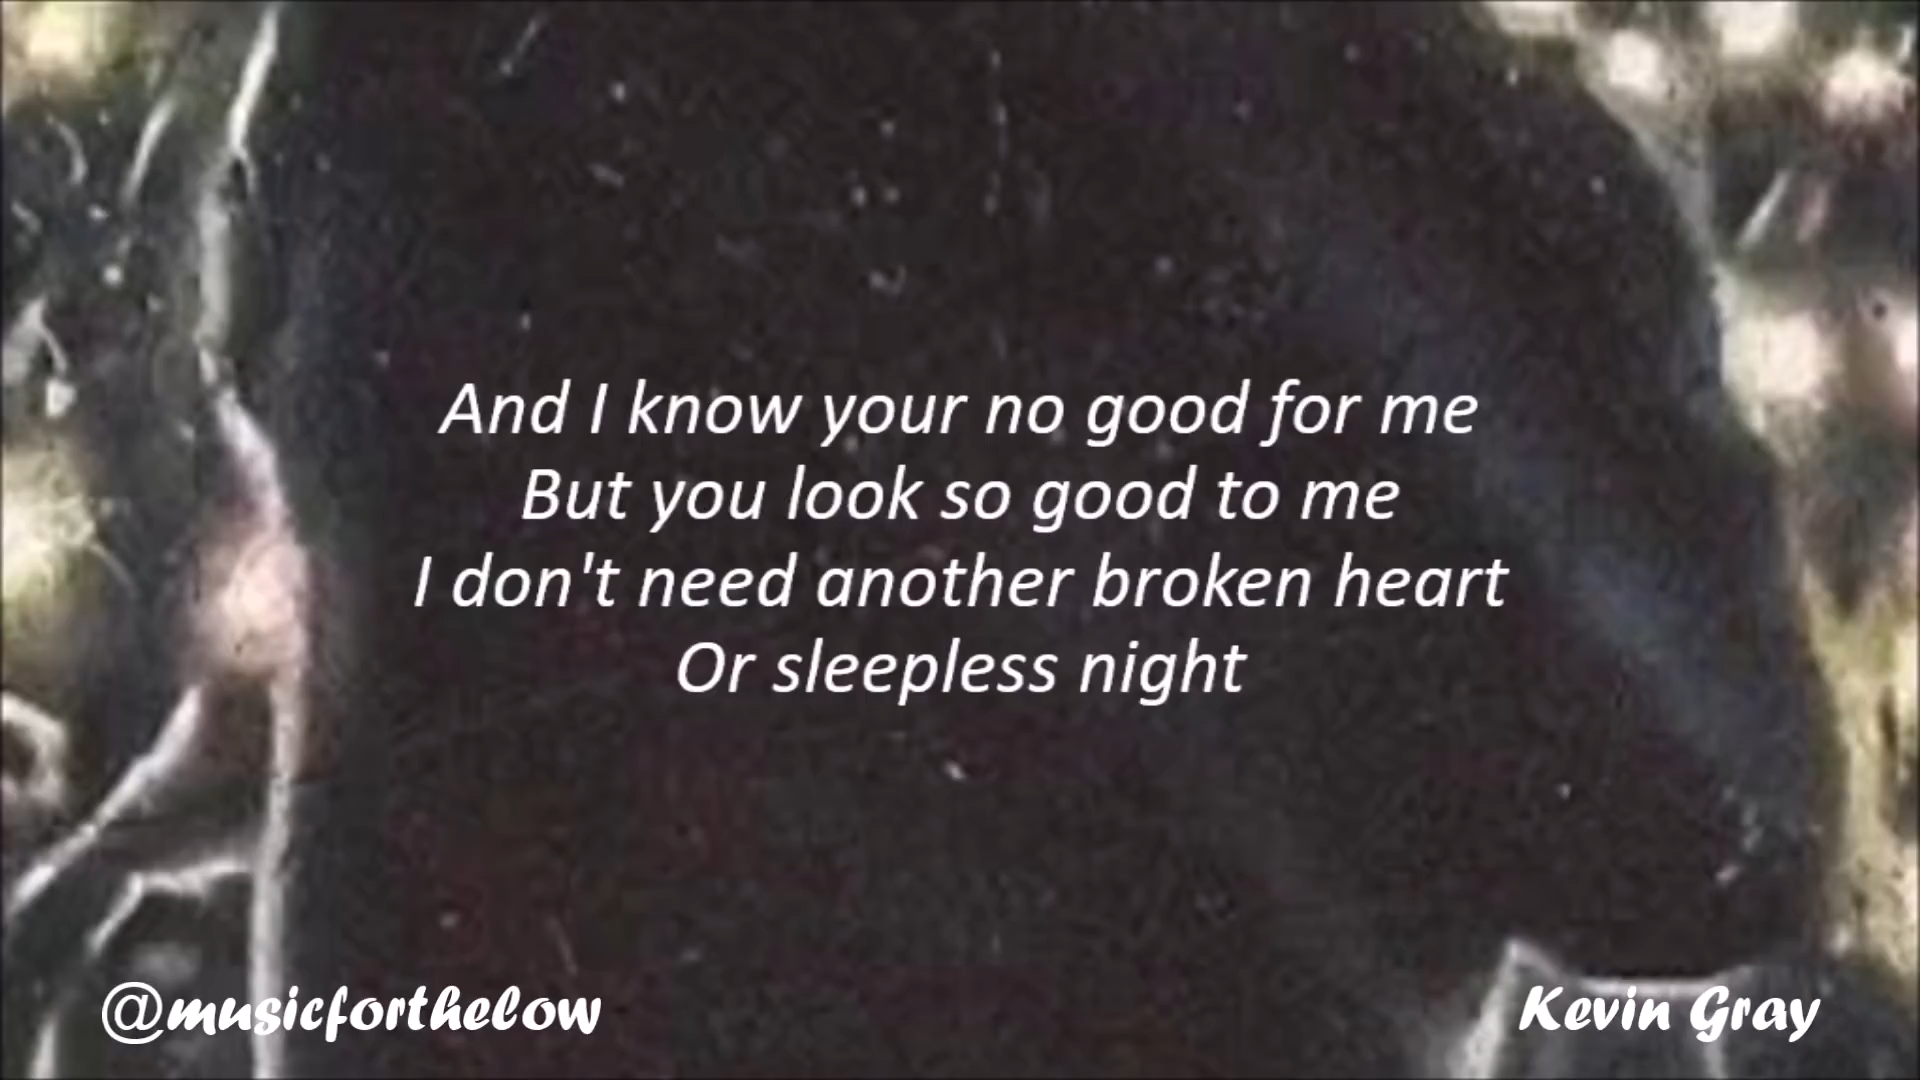 And I know your no good for me
But you look so good to me
I don't need another broken heart
Or sleepless night
@musicforthelow
Kevin Gray